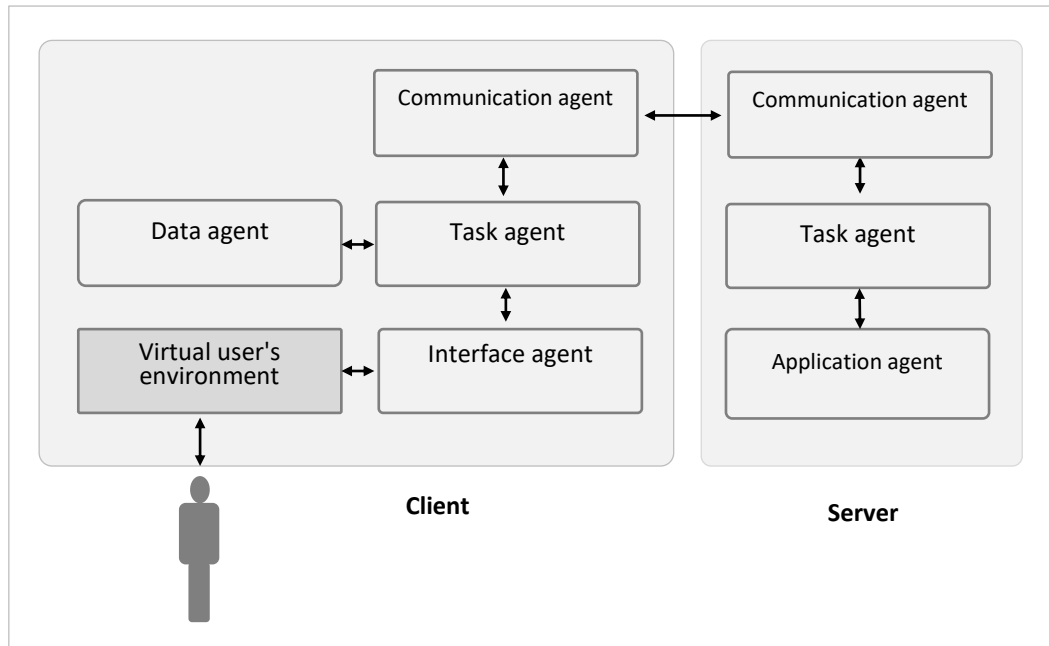 Communication agent
Communication agent
Data agent
Task agent
Task agent
Virtual user's
environment
Interface agent
Application agent
Client
Server